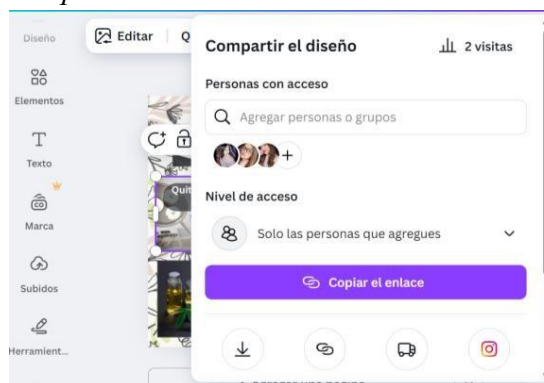 Diseño
Editar
Compartir el diseño
2 visitas
Elementos
Personas con acceso
Agregar personas o grupos
Texto
Quit
Nivel de acceso
Marca
Solo las personas que agregues
Copiar el enlace
Subidos
Herramient...